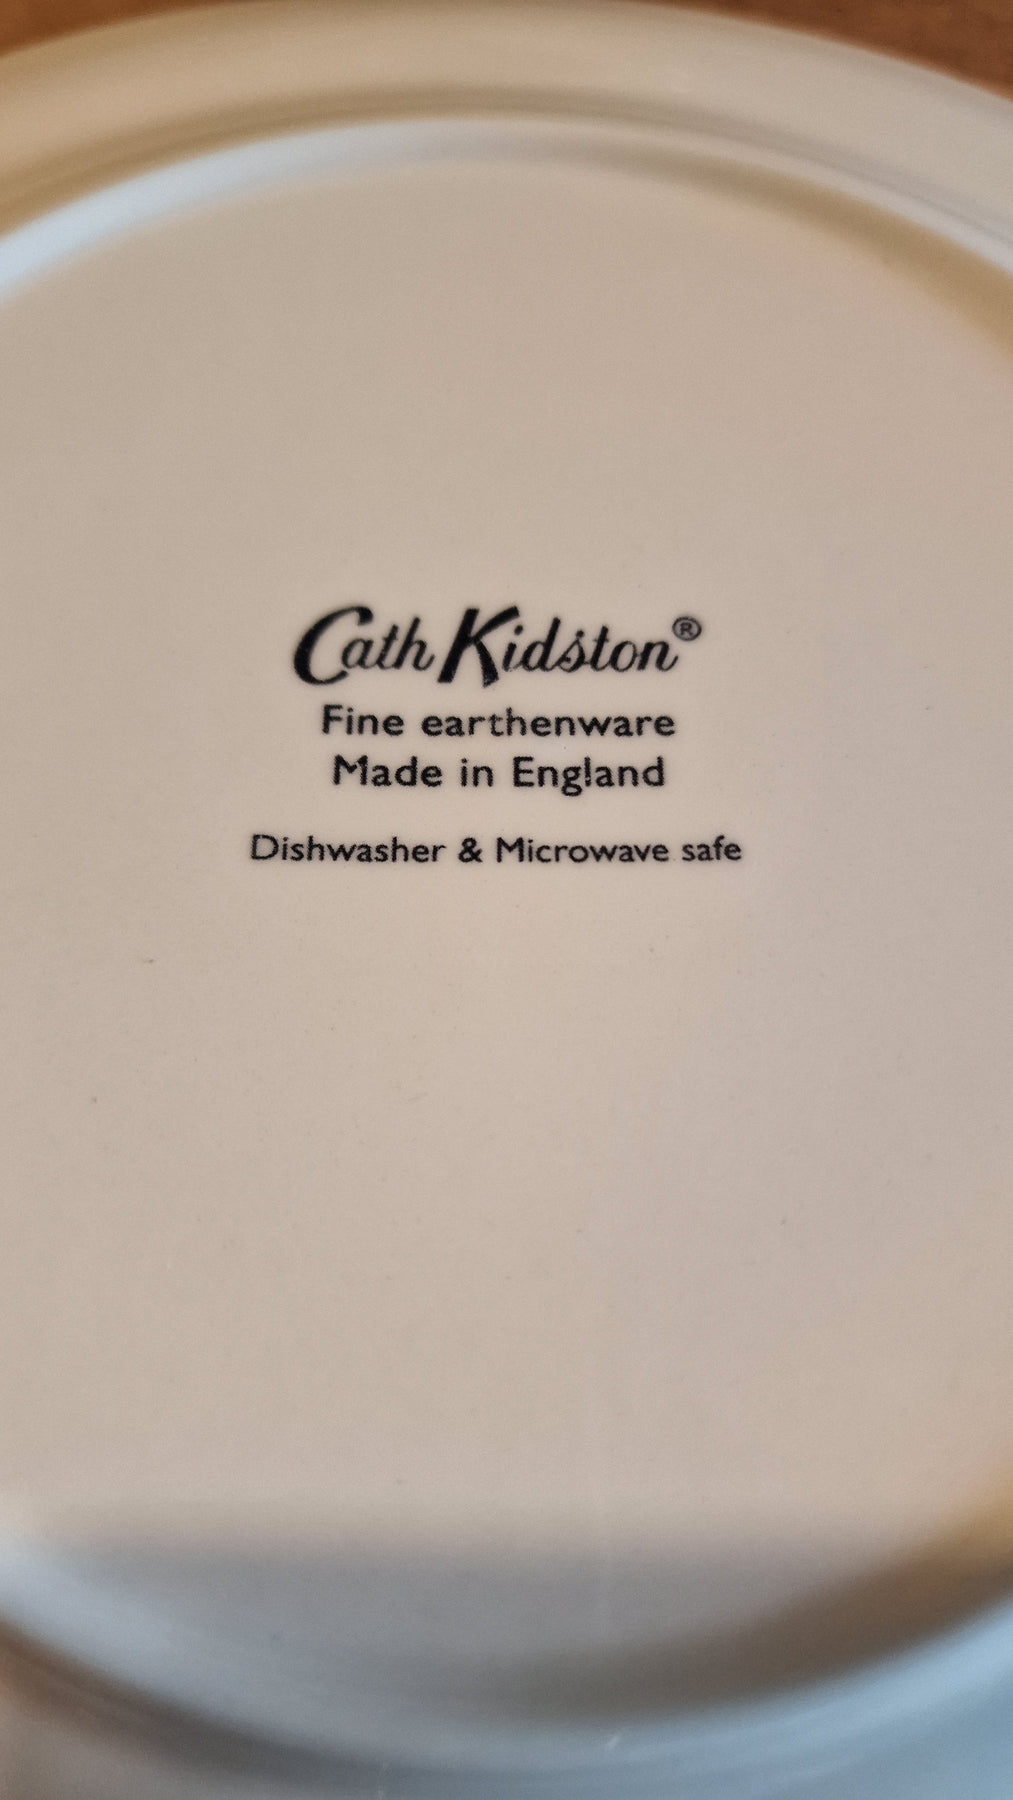 Cath Kidston®
Fine earthenware
Made in England
Dishwasher & Microwave safe